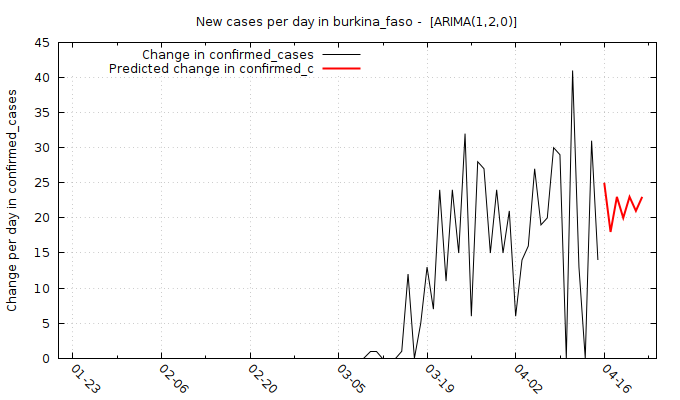 New cases per day in burkina_faso -  [ARIMA(1,2,0)]
Change in confirmed_cases
Predicted change in confirmed_c
Change per day in confirmed_cases
45
40
35
30
25
20
15
10
5
0
01-23 02-06 02-20 03-05 03-19 04-02 04-16